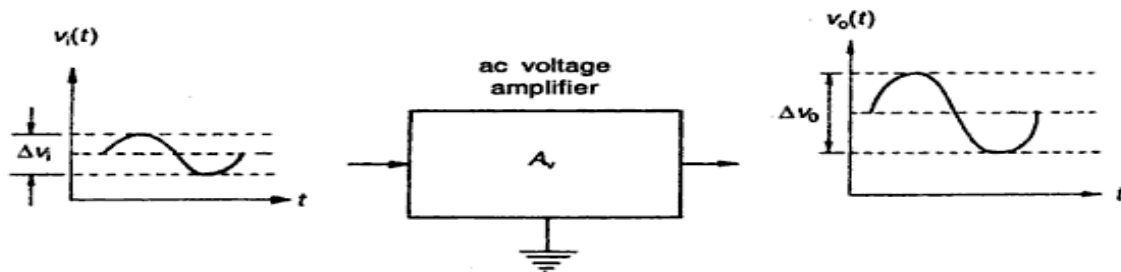 vi(t)
Δvi
t
ac voltage
amplifier
Av
vo(t)
Δvo
t